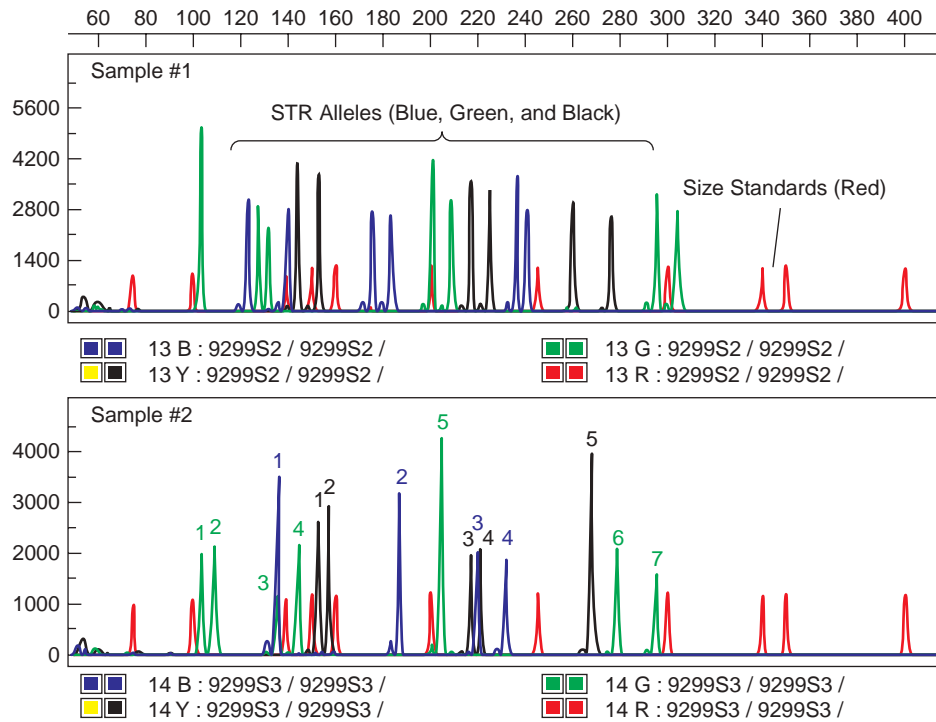 60 80 100 120 140 160 180 200 220 240 260 280 300 320 340 360 380 400
Sample #1
STR Alleles (Blue, Green, and Black)
Size Standards (Red)
5600
4200
2800
1400
0
13 B : 9299S2 / 9299S2 /
13 G : 9299S2 / 9299S2 /
13 Y : 9299S2 / 9299S2 /
13 R : 9299S2 / 9299S2 /
Sample #2
4000
3000
2000
1000
0
1 2 3 1 4 1 2 2 5 3 3 4 4 5 6 7
14 B : 9299S3 / 9299S3 /
14 G : 9299S3 / 9299S3 /
14 Y : 9299S3 / 9299S3 /
14 R : 9299S3 / 9299S3 /